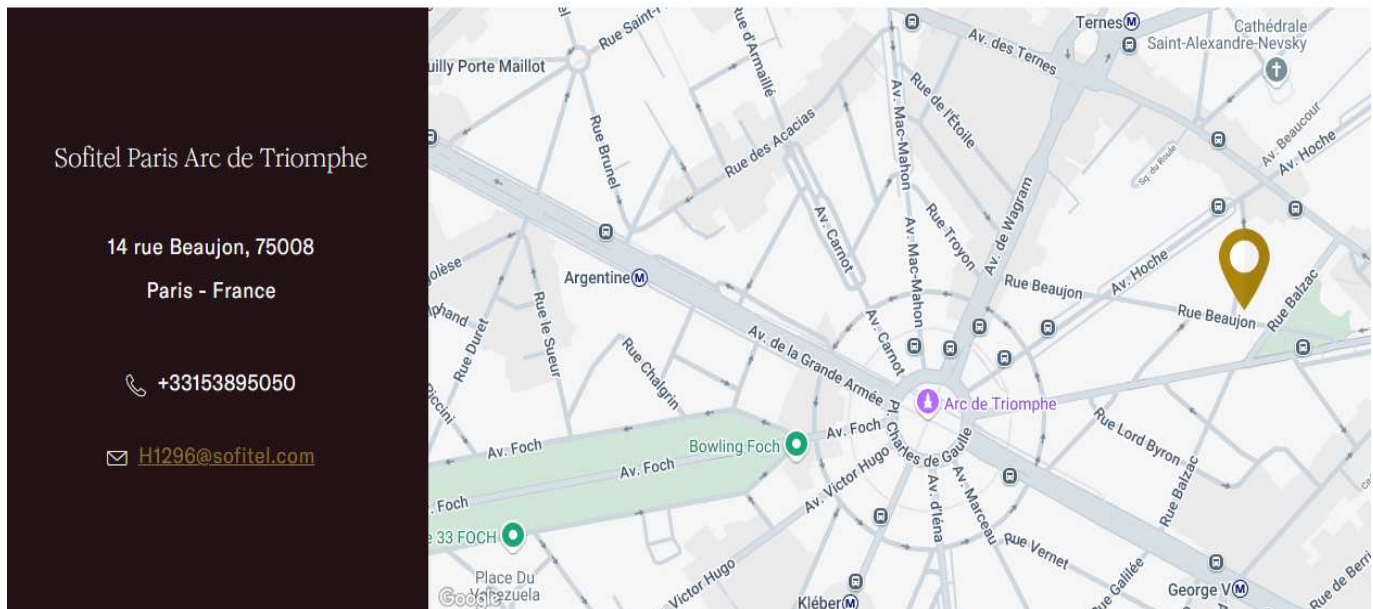 Sofitel Paris Arc de Triomphe
14 rue Beaujon, 75008
Paris - France
+33153895050
H1296@sofitel.com
Ternes M
Cathédrale
Saint-Alexandre-Nevsky
Av. des Ternes
Rue d'Armaillé
uilly Porte Maillot
Rue Brunel
Rue des Acacias
Av. Mac-Mahon
Rue de l'Étoile
Av. Beaucour
Av. Hoche
Sq. du Roule
Av. Carnot
Av. Mac-Mahon
Rue Troyon
Av. de Wagram
Argentine M
Rue Beaujon
Av. Hoche
Rue Beaujon
Rue Balzac
Rue Duret
Rue le Sueur
Rue Chalgrin
Av. de la Grande Armée
Av. Carnot
Arc de Triomphe
Pl. Charles de Gaulle
Av. Foch
Bowling Foch
Av. Foch
Av. Foch
Rue Lord Byron
Rue Balzac
Av. Victor Hugo
Av. d'Iéna
Av. Marceau
Rue Vernet
Rue Galilée
George V M
Rue de Berri
. Foch
e 33 FOCH
Place Du
Victor Hugo
Kléber M
Google